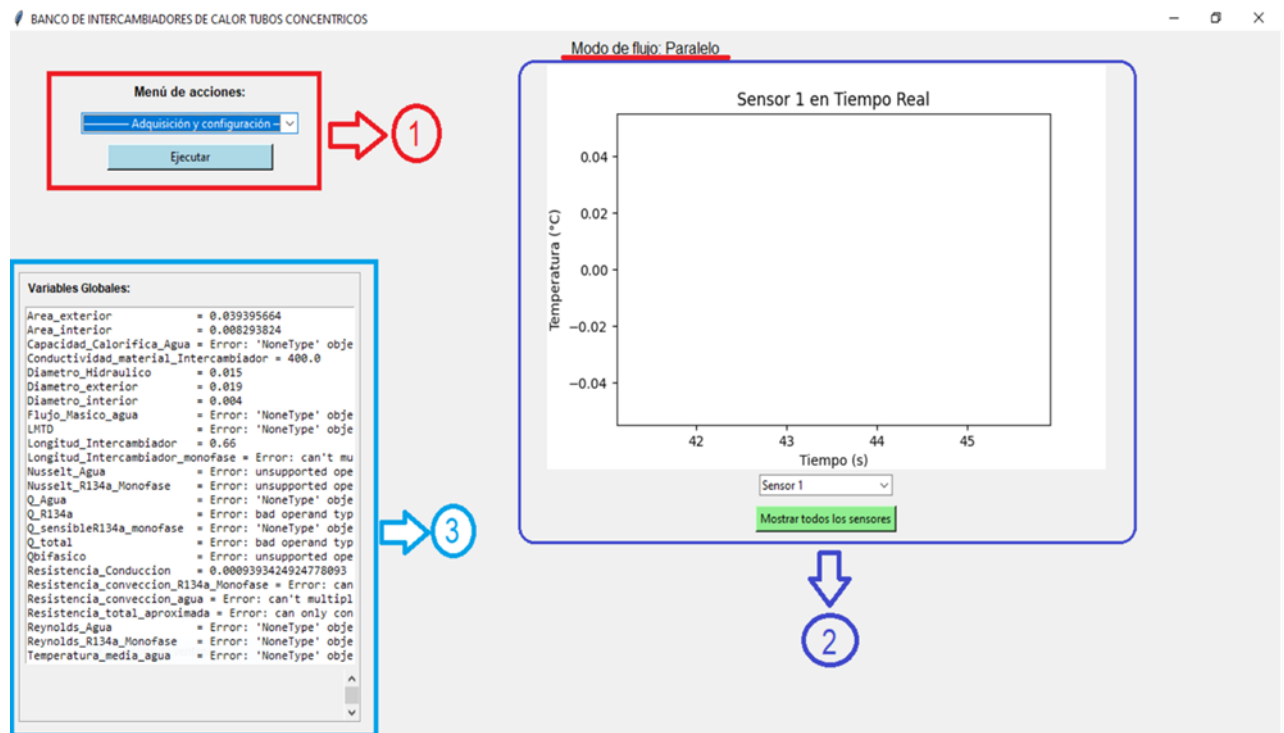 BANCO DE INTERCAMBIADORES DE CALOR TUBOS CONCENTRICOS
Modo de flujo: Paralelo
Menú de acciones:
Adquisición y configuración
Ejecutar
1
Sensor 1 en Tiempo Real
0.04
0.02
0.00
−0.02
−0.04
Temperatura (°C)
42 43 44 45
Tiempo (s)
Sensor 1
Mostrar todos los sensores
2
Variables Globales:
Area_exterior = 0.039395664
Area_interior = 0.008293824
Capacidad_Calorifica_Agua = Error: 'NoneType' obje
Conductividad_material_Intercambiador = 400.0
Diametro_Hidraulico = 0.015
Diametro_exterior = 0.019
Diametro_interior = 0.004
Flujo_Masico_agua = Error: 'NoneType' obje
LMTD = Error: 'NoneType' obje
Longitud_Intercambiador = 0.66
Longitud_Intercambiador_monofase = Error: can't mu
Nusselt_Agua = Error: unsupported ope
Nusselt_R134a_Monofase = Error: unsupported ope
Q_Agua = Error: 'NoneType' obje
Q_R134a = Error: bad operand typ
Q_sensibleR134a_monofase = Error: 'NoneType' obje
Q_total = Error: bad operand typ
Qbifasico = Error: unsupported ope
Resistencia_Conduccion = 0.0009393424924778093
Resistencia_conveccion_R134a_Monofase = Error: can
Resistencia_conveccion_agua = Error: can't multipl
Resistencia_total_aproximada = Error: can only con
Reynolds_Agua = Error: 'NoneType' obje
Reynolds_R134a_Monofase = Error: 'NoneType' obje
Temperatura_media_agua = Error: 'NoneType' obje
3